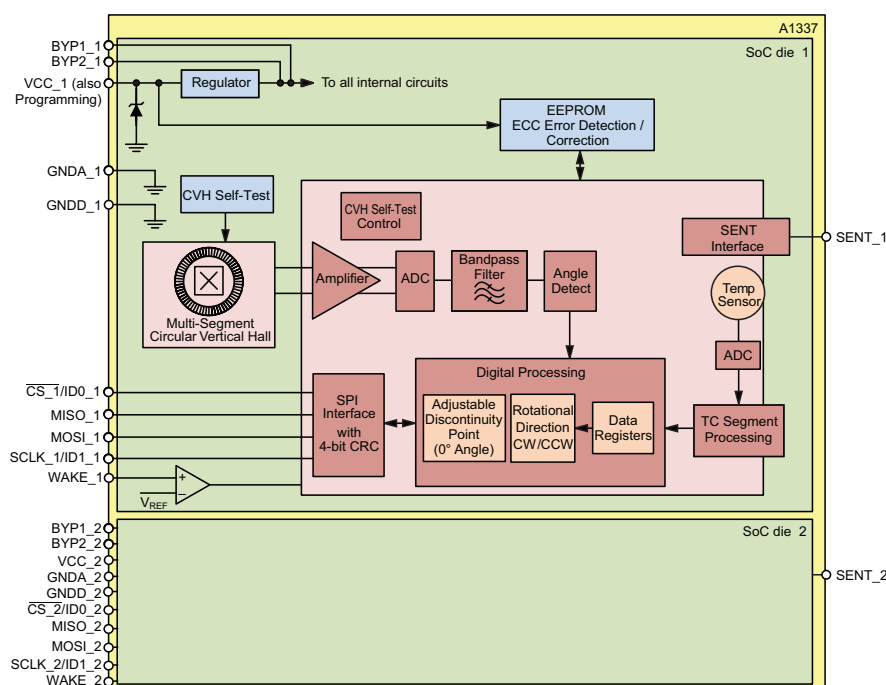 A1337
SoC die 1
BYP1_1
BYP2_1
VCC_1 (also
Programming)
Regulator
To all internal circuits
EEPROM
ECC Error Detection /
Correction
GNDA_1
GNDD_1
CVH Self-Test
CVH Self-Test
Control
SENT
Interface
SENT_1
Multi-Segment
Circular Vertical Hall
Amplifier
ADC
Bandpass
Filter
Angle
Detect
Temp
Sensor
ADC
CS_1/ID0_1
MISO_1
MOSI_1
SCLK_1/ID1_1
WAKE_1
VREF
+
–
SPI
Interface
with
4-bit CRC
Digital Processing
Adjustable
Discontinuity
Point
(0° Angle)
Rotational
Direction
CW/CCW
Data
Registers
TC Segment
Processing
SoC die 2
BYP1_2
BYP2_2
VCC_2
GNDA_2
GNDD_2
CS_2/ID0_2
MISO_2
MOSI_2
SCLK_2/ID1_2
WAKE_2
SENT_2